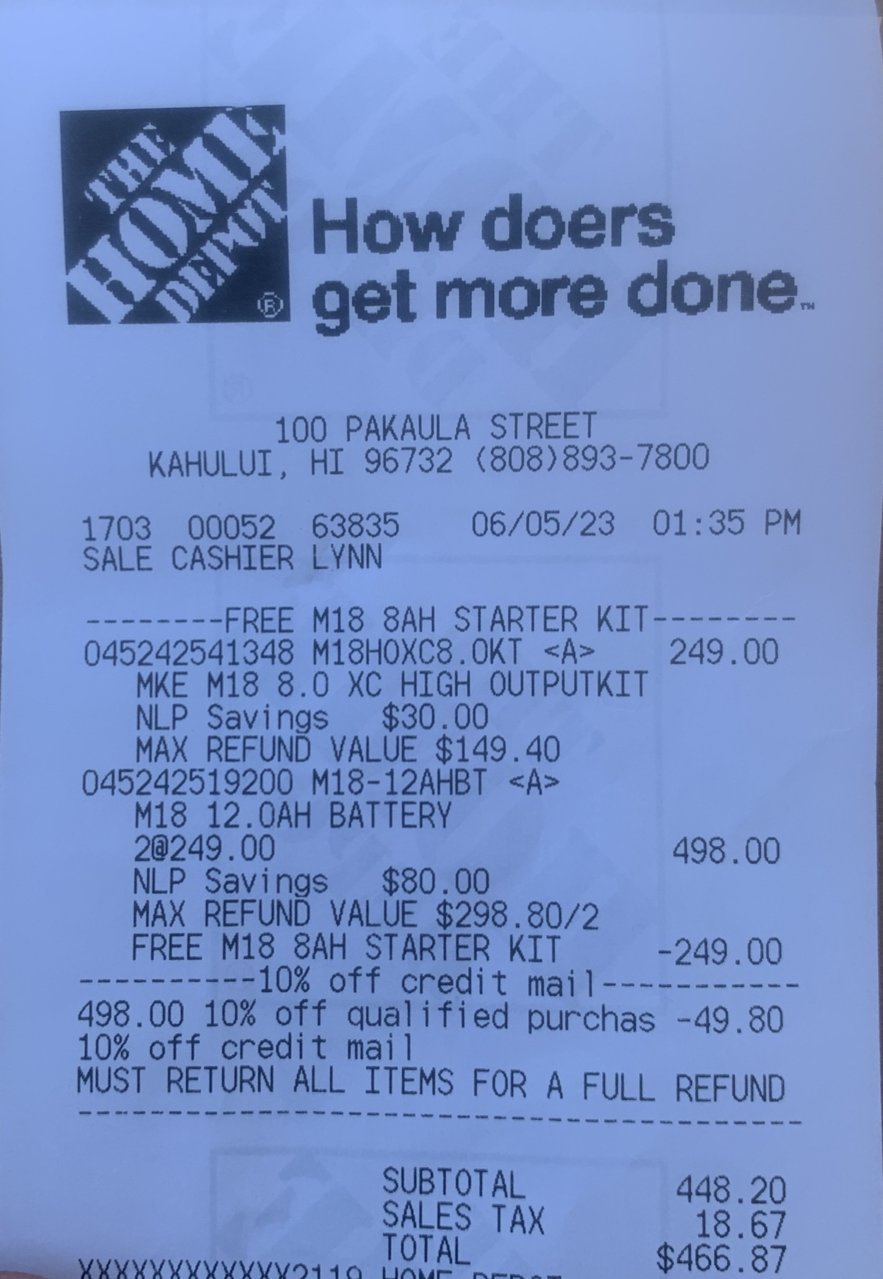 THE
HOME
DEPOT
®
How doers
get more done.™
100 PAKAULA STREET
KAHULUI, HI 96732 (808)893-7800
1703 00052 63835 06/05/23 01:35 PM
SALE CASHIER LYNN
--------FREE M18 8AH STARTER KIT--------
045242541348 M18HOXC8.0KT <A> 249.00
MKE M18 8.0 XC HIGH OUTPUTKIT
NLP Savings $30.00
MAX REFUND VALUE $149.40
045242519200 M18-12AHBT <A>
M18 12.0AH BATTERY
2@249.00 498.00
NLP Savings $80.00
MAX REFUND VALUE $298.80/2
FREE M18 8AH STARTER KIT -249.00
----------10% off credit mail-----------
498.00 10% off qualified purchas -49.80
10% off credit mail
MUST RETURN ALL ITEMS FOR A FULL REFUND
-----------------------------------------
SUBTOTAL 448.20
SALES TAX 18.67
TOTAL $466.87
XXXXXXXXXXXX2119 HOME DEPOT